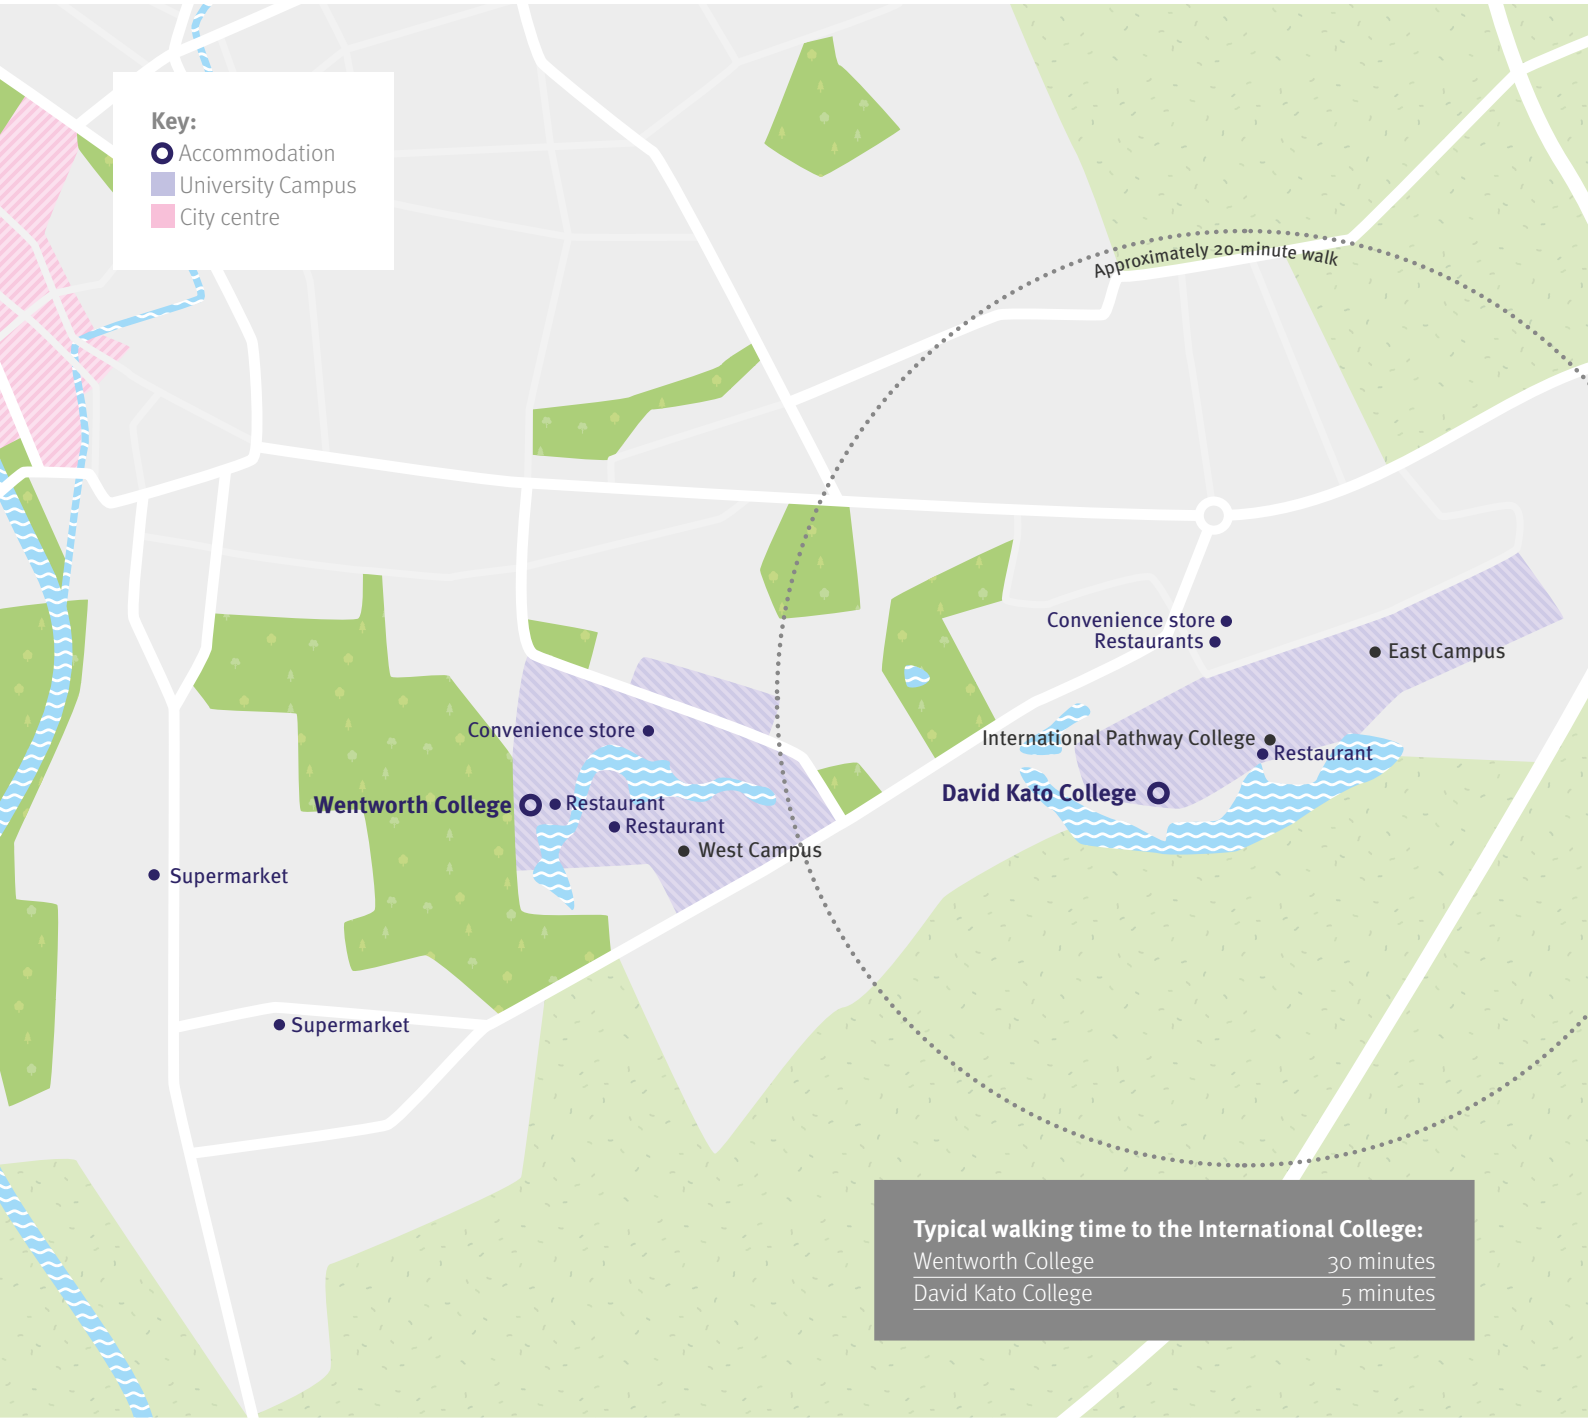 Key:
Accommodation
University Campus
City centre
Approximately 20-minute walk
Convenience store
Restaurants
East Campus
Convenience store
International Pathway College
Restaurant
David Kato College
Wentworth College
Restaurant
Restaurant
West Campus
Supermarket
Supermarket
Typical walking time to the International College:
Wentworth College 30 minutes
David Kato College 5 minutes